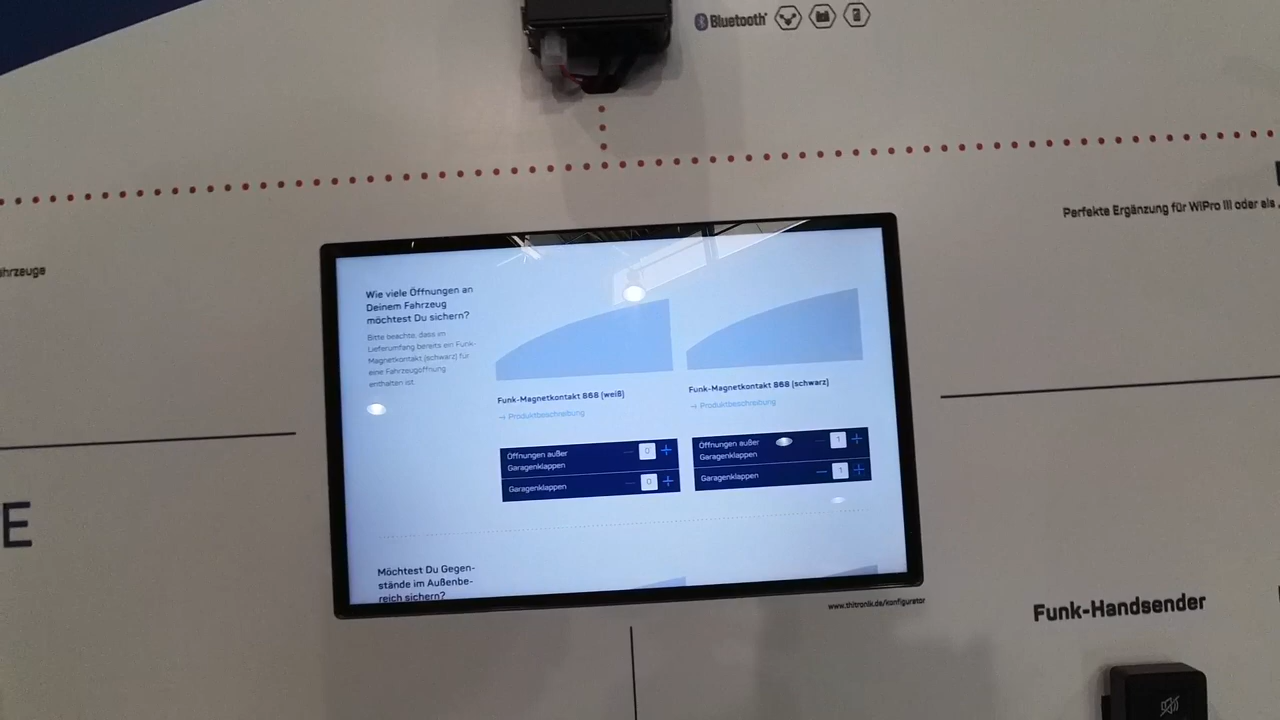 Bluetooth
Perfekte Ergänzung für WiPro III oder als
ahrzeuge
Wie viele Öffnungen an
Deinem Fahrzeug
möchtest Du sichern?
Bitte beachte, dass im
Lieferumfang bereits ein Funk-
Magnetkontakt (schwarz) für
eine Fahrzeugöffnung
enthalten ist.
Funk-Magnetkontakt 868 (weiß)
→ Produktbeschreibung
Öffnungen außer
Garagenklappen
— 0 +
Garagenklappen
— 0 +
Funk-Magnetkontakt 868 (schwarz)
→ Produktbeschreibung
Öffnungen außer
Garagenklappen
— 1 +
Garagenklappen
— 1 +
E
Möchtest Du Gegen-
stände im Außenbe-
reich sichern?
www.thitronik.de/konfigurator
Funk-Handsender